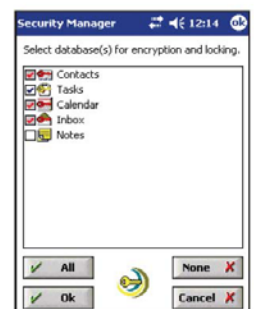 Security Manager 12:14 ok
Select database(s) for encryption and locking.
Contacts
Tasks
Calendar
Inbox
Notes
All None
Ok Cancel